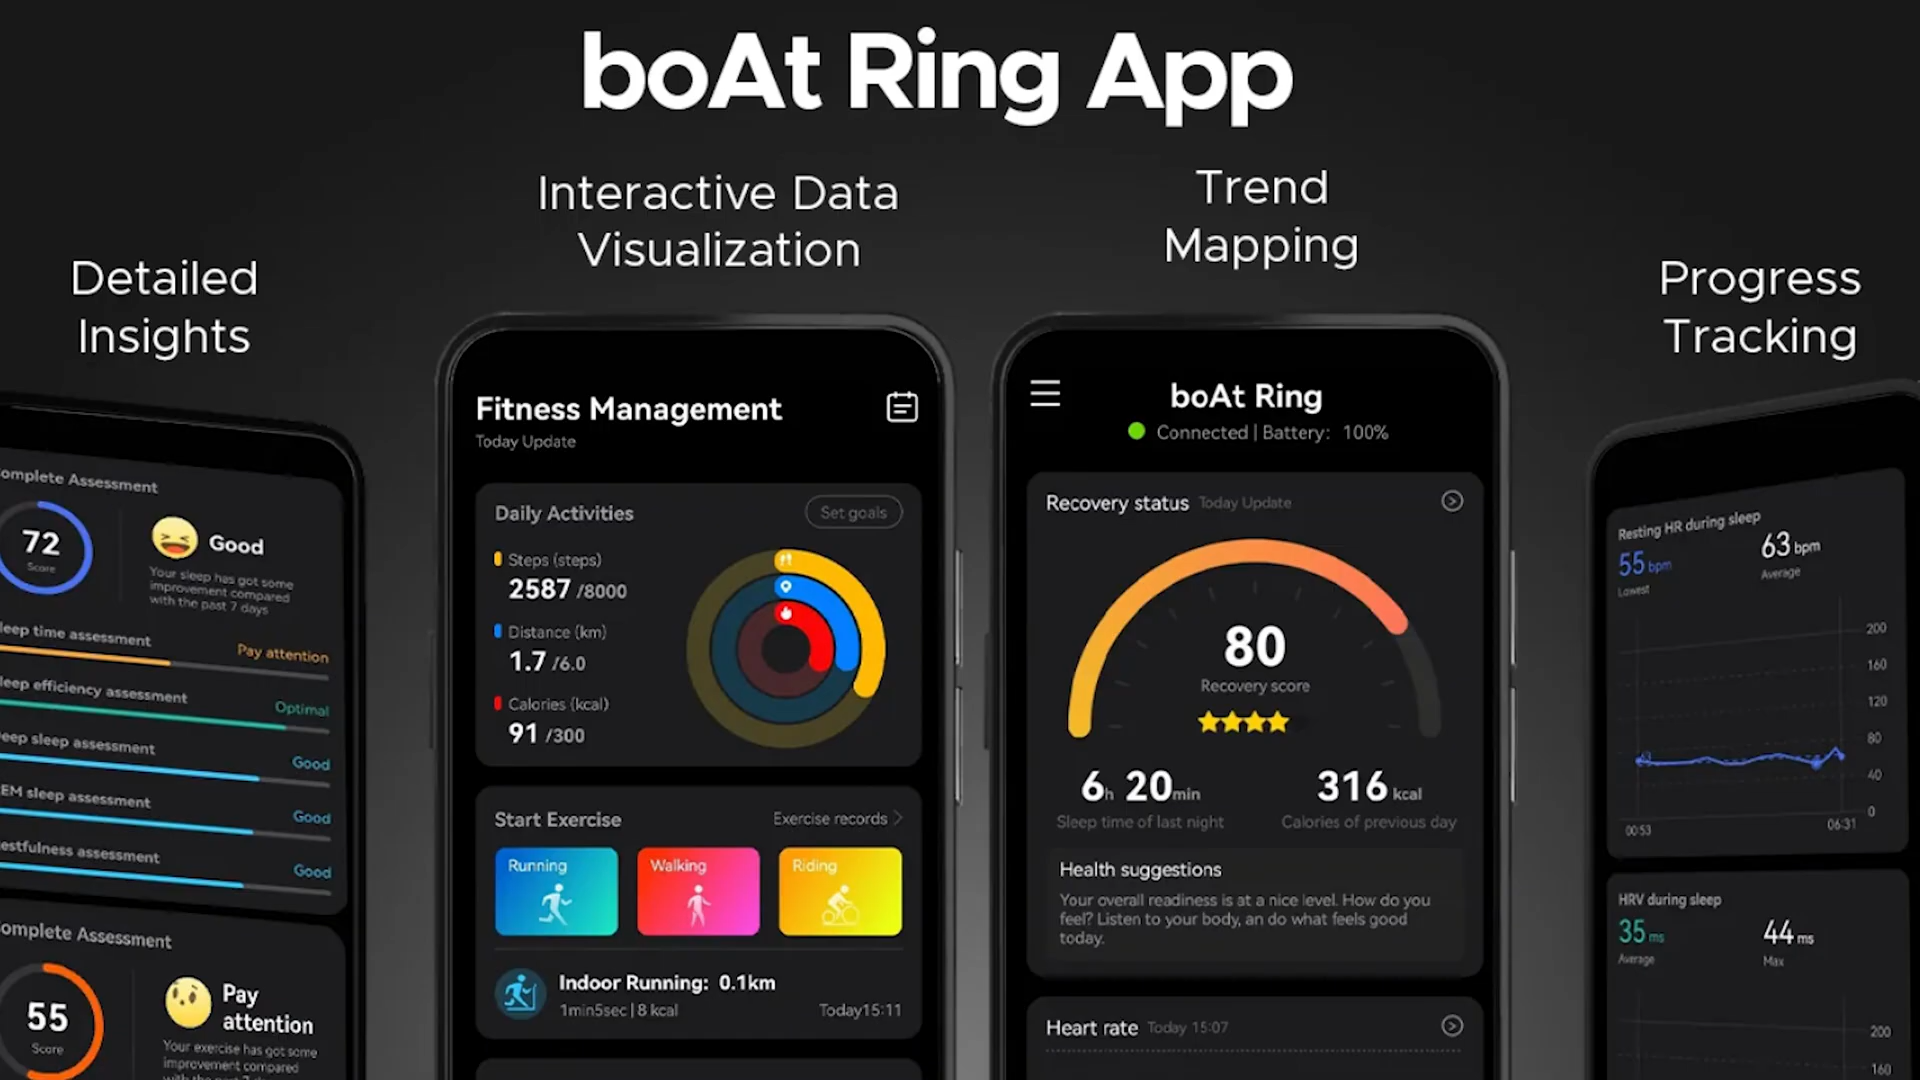 boAt Ring App
Detailed
Insights
Interactive Data
Visualization
Trend
Mapping
Progress
Tracking
omplete Assessment
72
Score
Good
Your sleep has got some
improvement compared
with the past 7 days
leep time assessment
Pay attention
leep efficiency assessment
Optimal
eep sleep assessment
Good
EM sleep assessment
Good
estfulness assessment
Good
omplete Assessment
55
Score
Pay
attention
Your exercise has got some
improvement compared
with the past 7 days
Fitness Management
Today Update
Daily Activities
Set goals
Steps (steps)
2587 /8000
Distance (km)
1.7 /6.0
Calories (kcal)
91 /300
Start Exercise
Exercise records
Running
Walking
Riding
Indoor Running: 0.1km
1min5sec | 8 kcal
Today15:11
boAt Ring
Connected | Battery: 100%
Recovery status Today Update
80
Recovery score
6h 20min
Sleep time of last night
316 kcal
Calories of previous day
Health suggestions
Your overall readiness is at a nice level. How do you
feel? Listen to your body, an do what feels good
today.
Heart rate Today 15:07
Resting HR during sleep
55 bpm
Lowest
63 bpm
Average
200
160
120
80
40
0
00:53
06:31
HRV during sleep
35 ms
Average
44 ms
Max
200
160